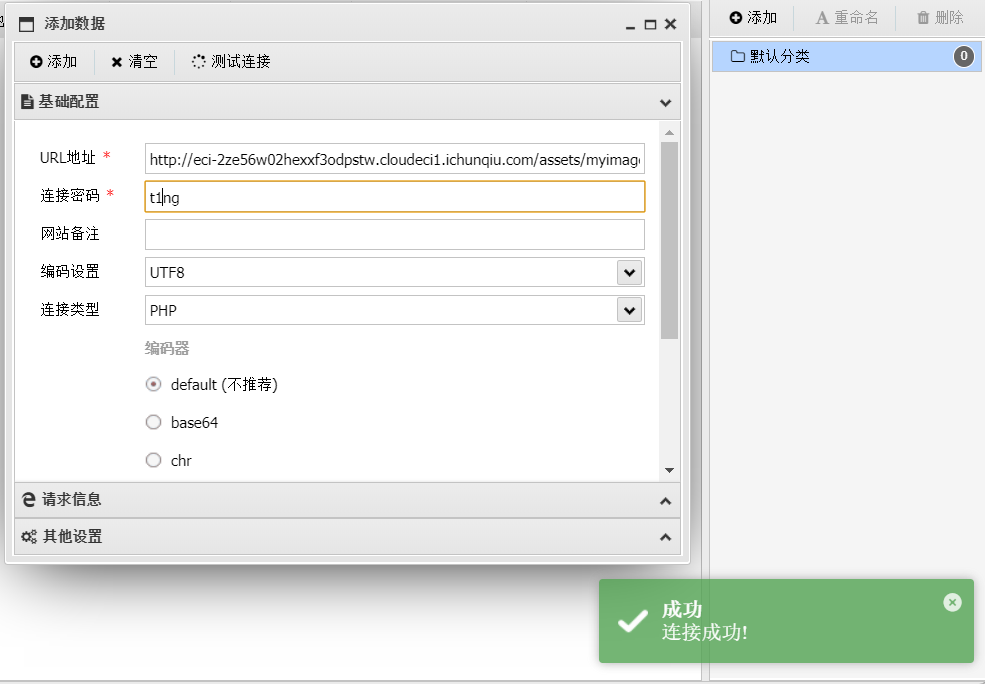 添加数据
添加 清空 测试连接
基础配置
URL地址 * http://eci-2ze56w02hexxf3odpstw.cloudeci1.ichunqiu.com/assets/myimag
连接密码 * t1ng
网站备注
编码设置 UTF8
连接类型 PHP
编码器
default (不推荐)
base64
chr
请求信息
其他设置
添加 重命名 删除
默认分类 0
成功
连接成功!